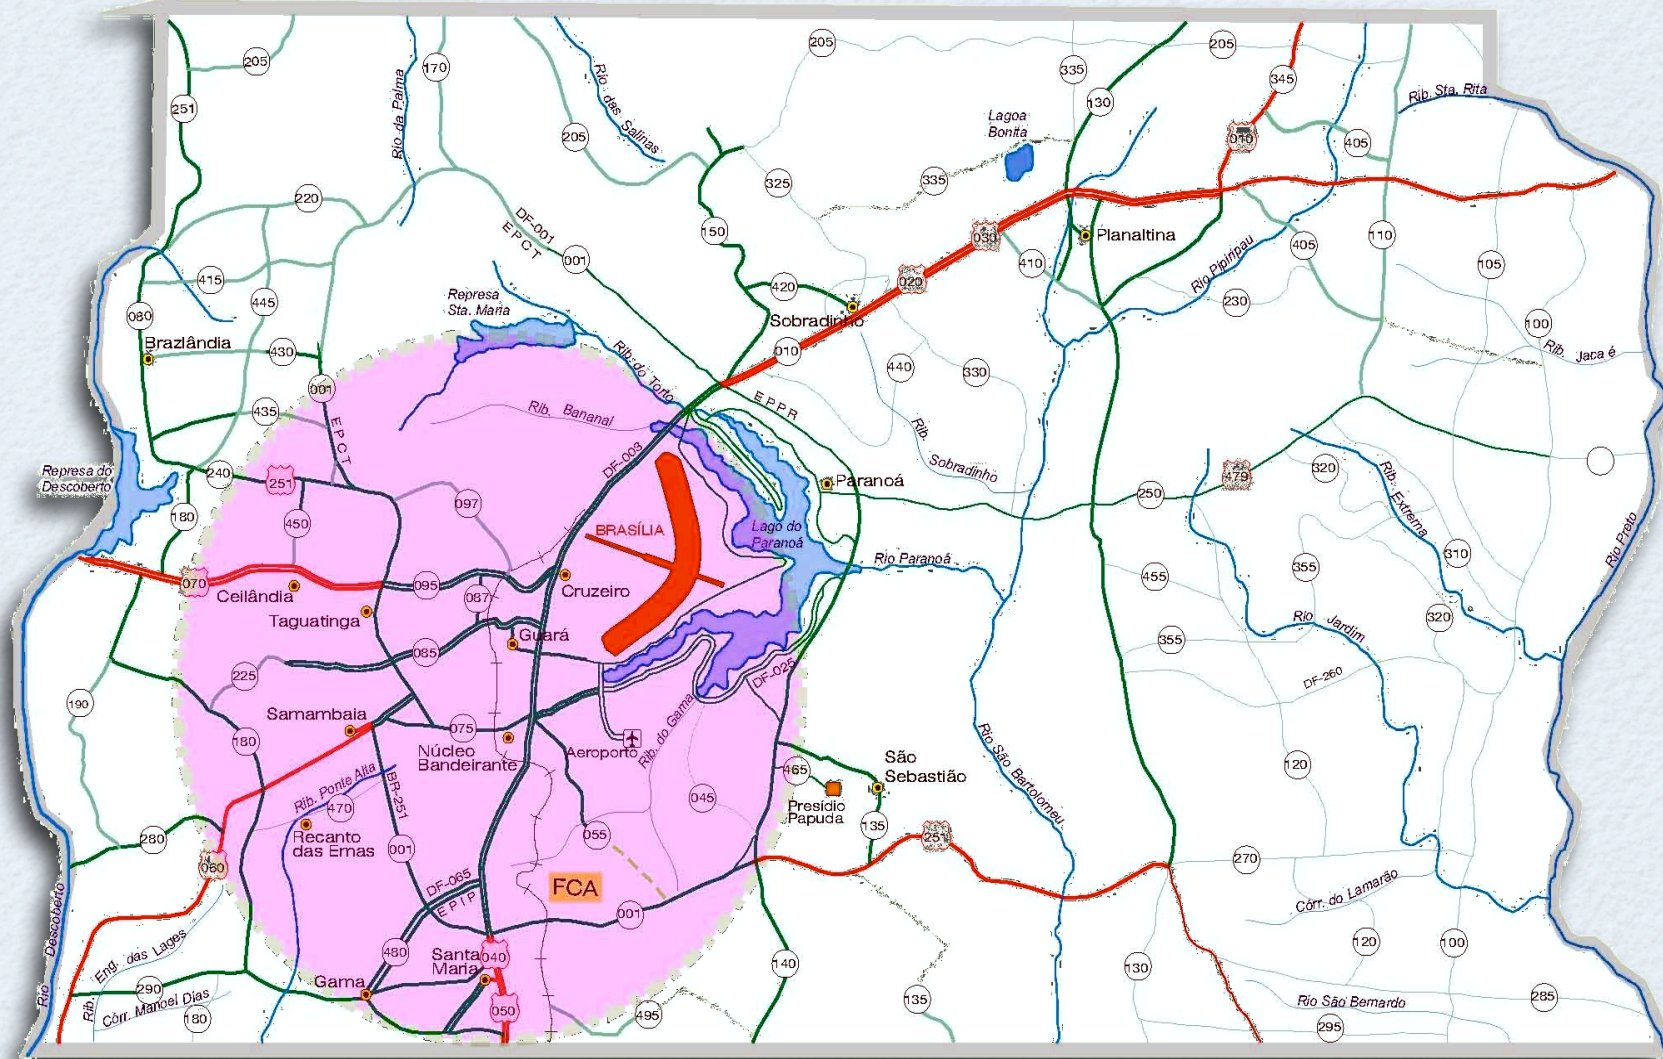 205
205
205
251
Rio da Palma
170
Rio das Salinas
335
345
Rib. Sta. Rita
130
Lagoa
Bonita
010
205
405
325
335
220
150
DF-001
E P C T
001
030
Planaltina
110
405
410
Rio Pipiripau
105
415
445
420
020
230
Represa
Sta. Maria
Sobradinho
080
100
Brazlândia
430
010
Rib. Jaca é
Rib. do Torto
440
330
001
435
E P C T
Rib. Bananal
E P P R
Rib.
Sobradinho
DF-003
Represa do
Descoberto
240
251
097
Paranoá
250
479
320
Rib. Extrema
180
450
BRASÍLIA
Lago do
Paranoá
Rio Preto
310
070
095
Cruzeiro
Rio Paranoá
455
355
Ceilândia
087
Taguatinga
Guará
355
Rio Jardim
320
085
225
DF-025
DF-260
190
Samambaia
180
075
Núcleo
Bandeirante
Aeroporto
Rib. do Gama
Rio São Bartolomeu
São
Sebastião
465
120
Rib. Ponte Alta
BR-251
470
Presídio
Papuda
045
Recanto
das Emas
055
135
251
280
001
060
270
DF-065
E P I P
FCA
Córr. do Lamarão
001
Rio Descoberto
Eng. das Lages
Rib.
480
Santa
Maria
040
140
120
100
130
Gama
290
Córr. Manoel Dias
180
050
495
135
Rio São Bernardo
285
295